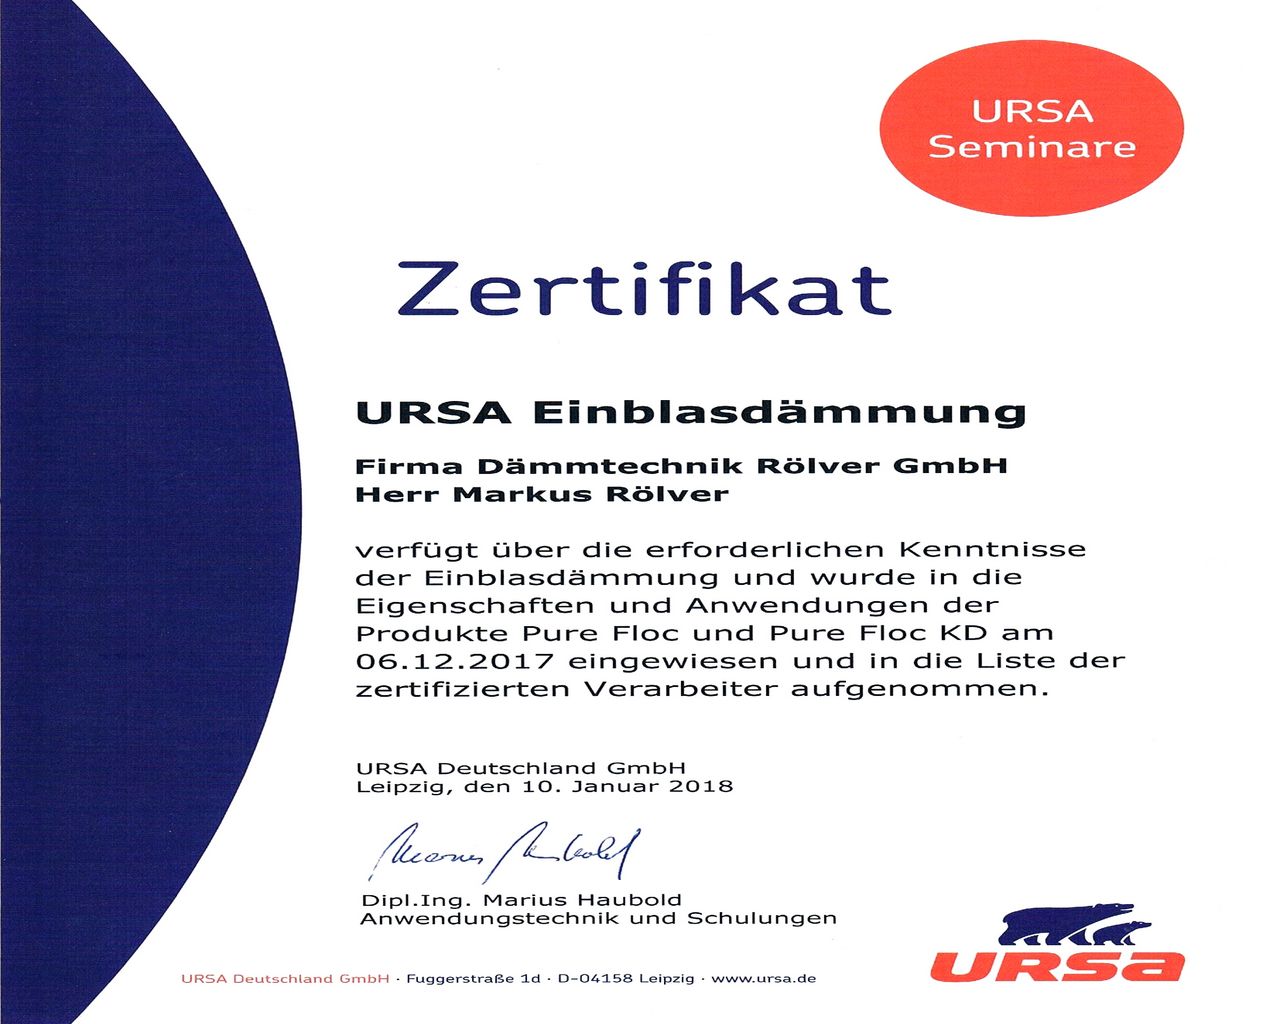 URSA
Seminare
Zertifikat
URSA Einblasdämmung
Firma Dämmtechnik Rölver GmbH
Herr Markus Rölver
verfügt über die erforderlichen Kenntnisse
der Einblasdämmung und wurde in die
Eigenschaften und Anwendungen der
Produkte Pure Floc und Pure Floc KD am
06.12.2017 eingewiesen und in die Liste der
zertifizierten Verarbeiter aufgenommen.
URSA Deutschland GmbH
Leipzig, den 10. Januar 2018
Marius Haubold
Dipl.Ing. Marius Haubold
Anwendungstechnik und Schulungen
URSA Deutschland GmbH · Fuggerstraße 1d · D-04158 Leipzig · www.ursa.de
URSA